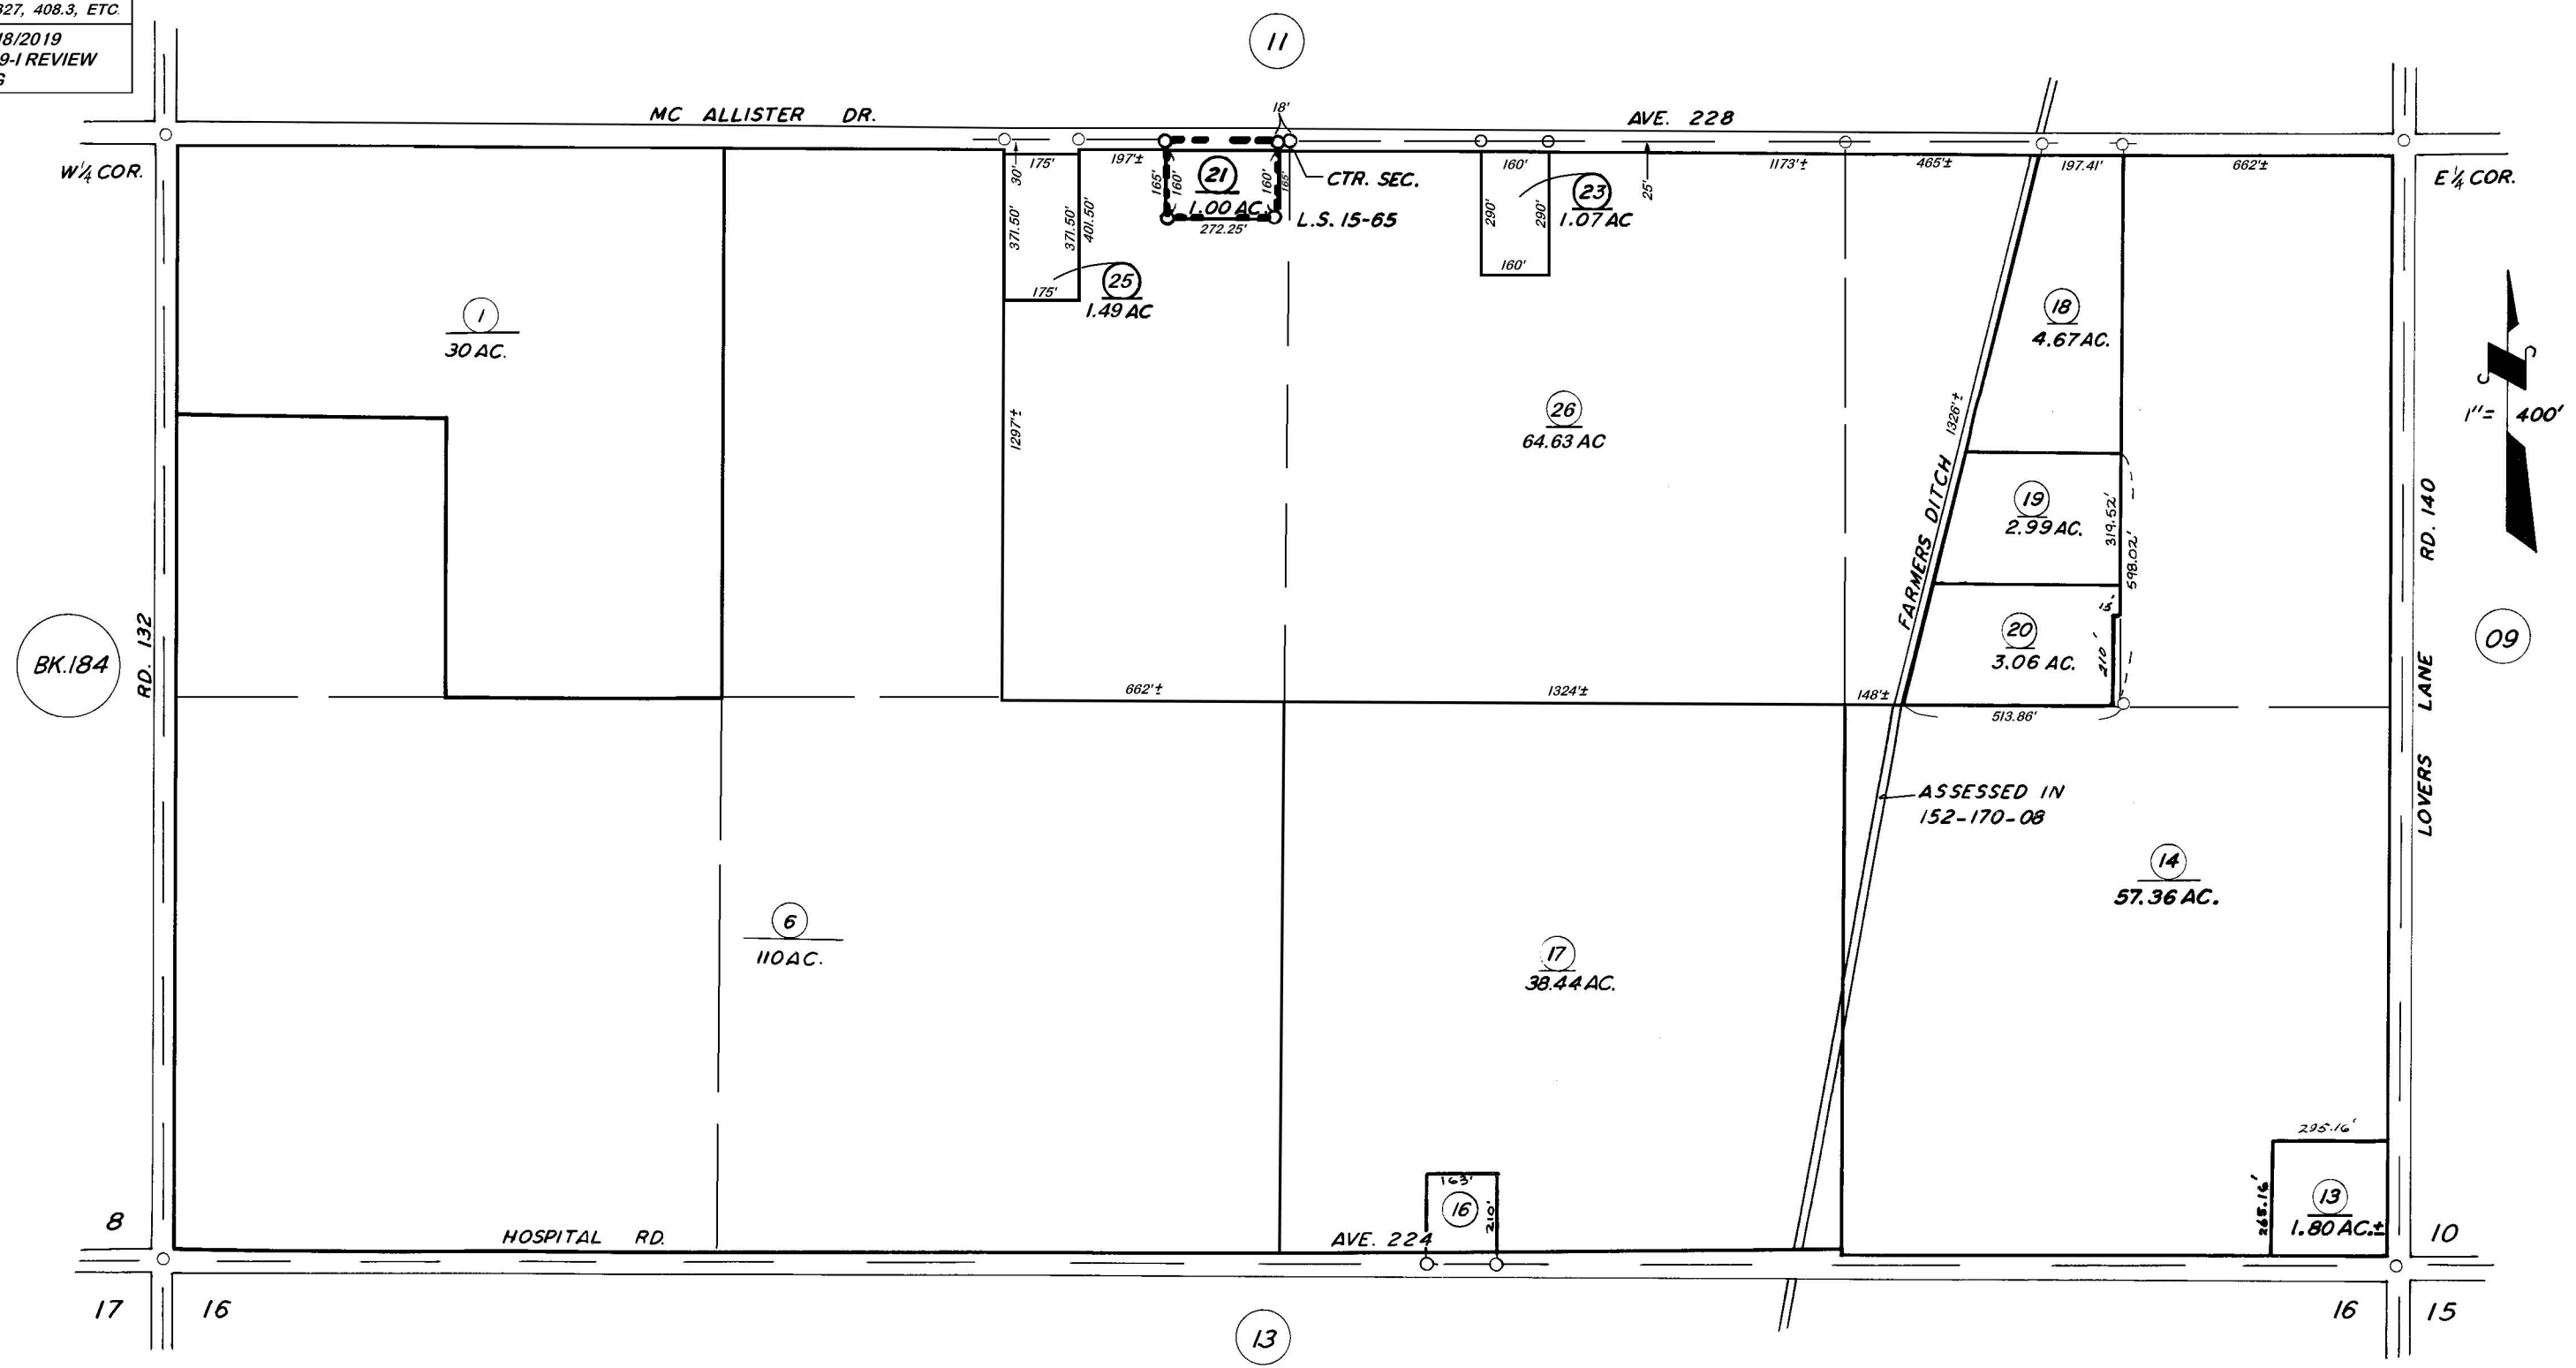 327, 408.3, ETC.
18/2019
9-I REVIEW
11
MC ALLISTER DR.
AVE. 228
18'
W 1/4 COR.
E 1/4 COR.
30'
175'
197'±
165'
160'
21
160'
165'
1.00 AC.
272.25'
CTR. SEC.
L.S. 15-65
160'
290'
290'
160'
23
1.07 AC
25'
1173'±
465'±
197.41'
662'±
371.50'
371.50'
401.50'
175'
25
1.49 AC
1
30 AC.
18
4.67 AC.
1"= 400'
26
64.63 AC
1297'±
1326'±
FARMERS DITCH
19
2.99 AC.
319.52'
598.02'
RD. 140
LOVERS LANE
BK.184
RD. 132
15'
20
3.06 AC.
210'
09
662'±
1324'±
148'±
513.86'
ASSESSED IN
152-170-08
14
57.36 AC.
6
110 AC.
17
38.44 AC.
295.16'
163'
16
210'
265.16'
13
1.80 AC.±
8
HOSPITAL RD.
AVE. 224
10
17
16
16
15
13